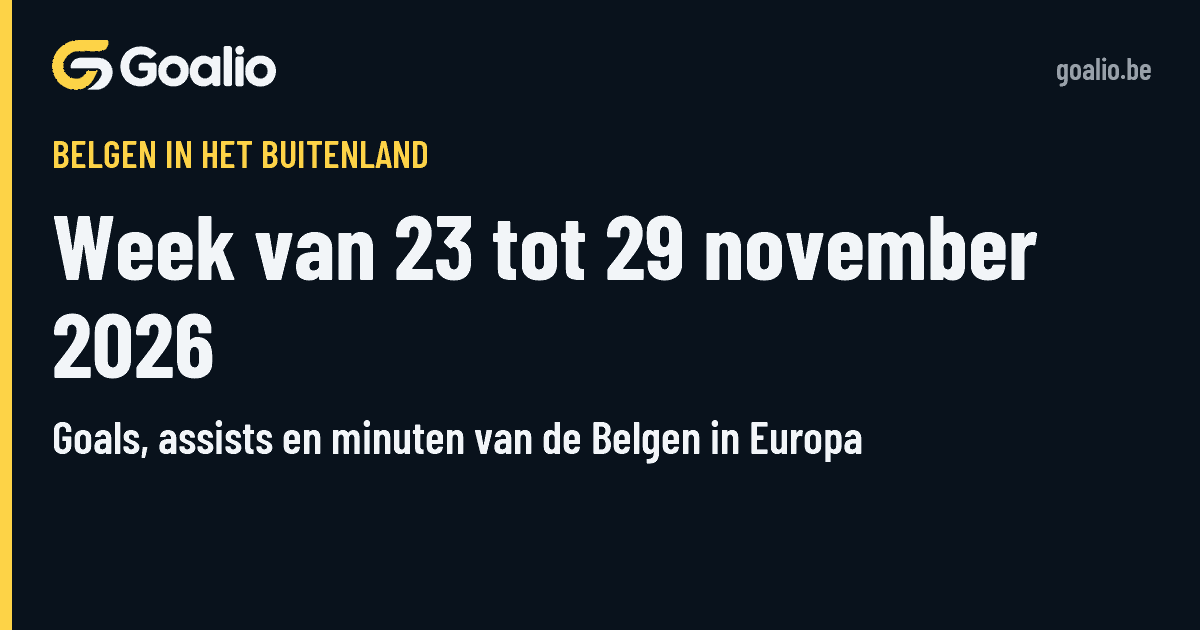 Goalio
goalio.be
BELGEN IN HET BUITENLAND
Week van 23 tot 29 november
2026
Goals, assists en minuten van de Belgen in Europa